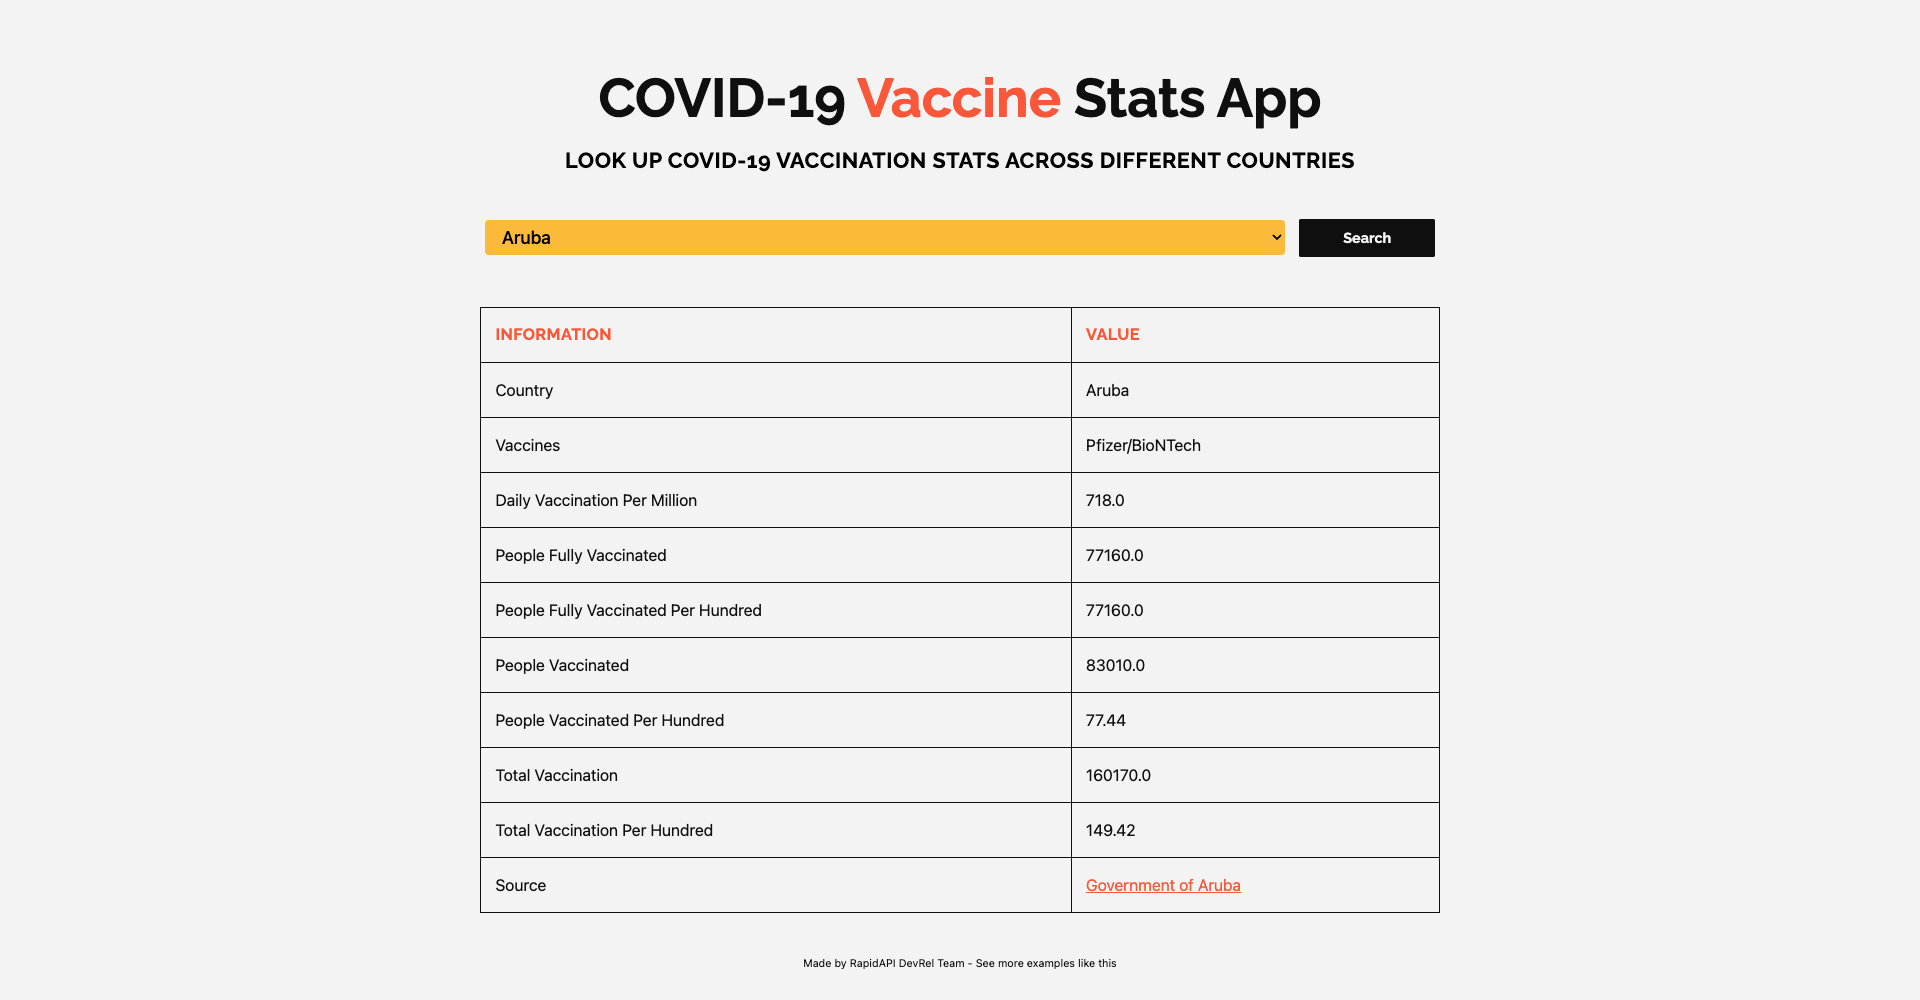 COVID-19 Vaccine Stats App
LOOK UP COVID-19 VACCINATION STATS ACROSS DIFFERENT COUNTRIES
Aruba
Search
INFORMATION VALUE
Country Aruba
Vaccines Pfizer/BioNTech
Daily Vaccination Per Million 718.0
People Fully Vaccinated 77160.0
People Fully Vaccinated Per Hundred 77160.0
People Vaccinated 83010.0
People Vaccinated Per Hundred 77.44
Total Vaccination 160170.0
Total Vaccination Per Hundred 149.42
Source Government of Aruba
Made by RapidAPI DevRel Team - See more examples like this